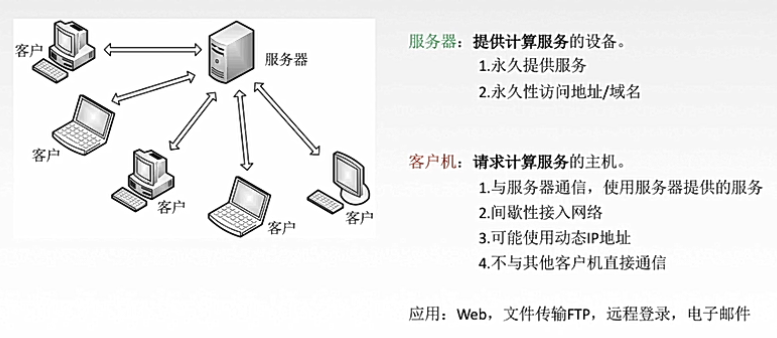 客户
服务器
客户
客户
客户
客户
服务器：提供计算服务的设备。
1.永久提供服务
2.永久性访问地址/域名
客户机：请求计算服务的主机。
1.与服务器通信，使用服务器提供的服务
2.间歇性接入网络
3.可能使用动态IP地址
4.不与其他客户机直接通信
应用：Web，文件传输FTP，远程登录，电子邮件